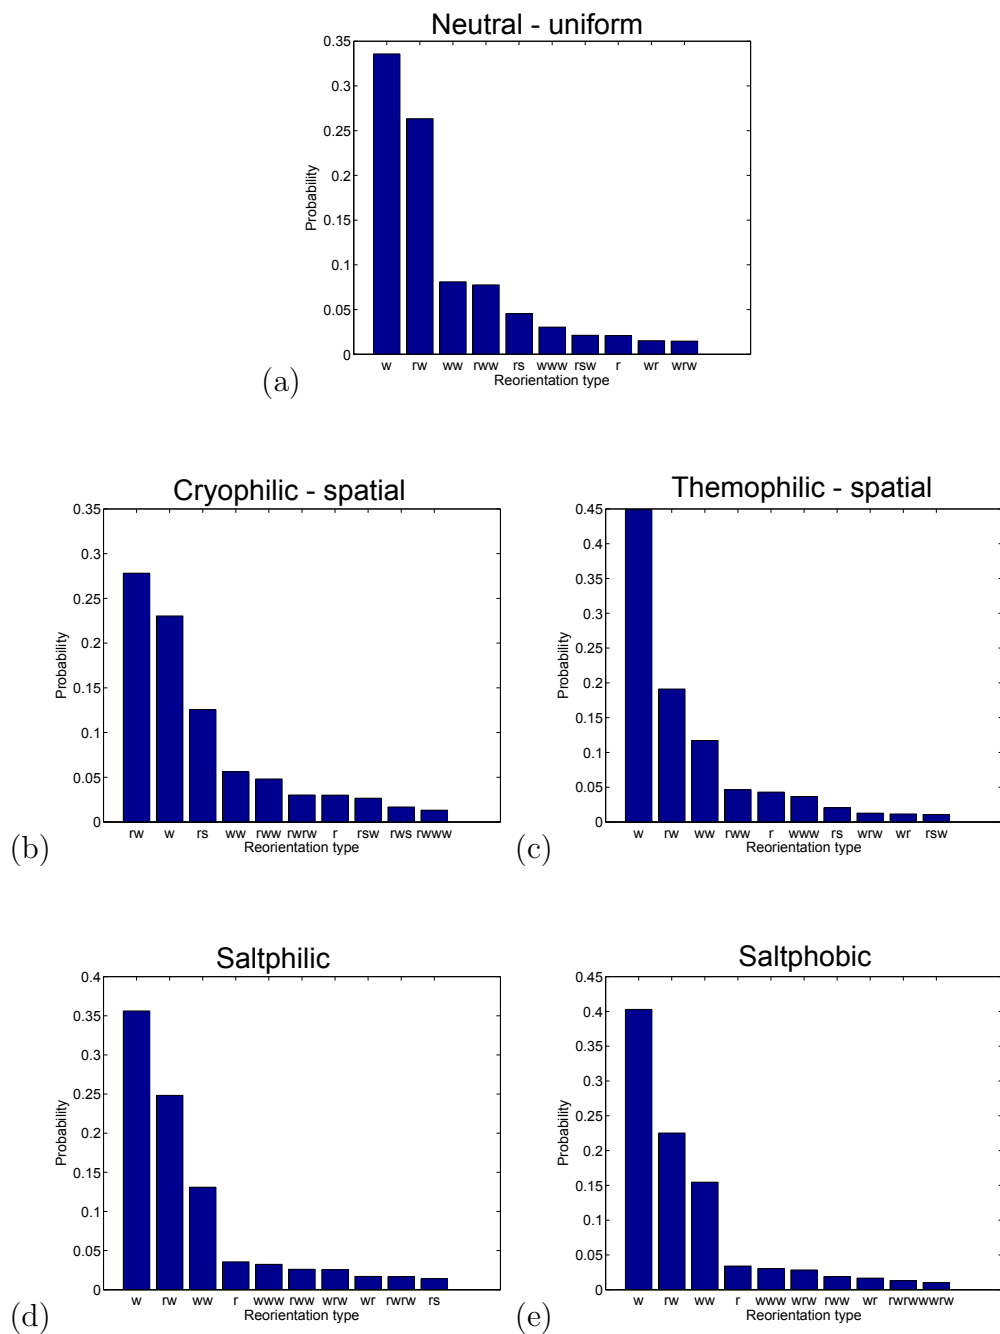 Neutral - uniform
0.35
0.3
0.25
0.2
0.15
0.1
0.05
0
Probability
w rw ww rww rs www rsw r wr wrw
Reorientation type
(a)
Cryophilic - spatial
0.35
0.3
0.25
0.2
0.15
0.1
0.05
0
Probability
rw w rs ww rww rwrw r rsw rws rwww
Reorientation type
(b)
Themophilic - spatial
0.45
0.4
0.35
0.3
0.25
0.2
0.15
0.1
0.05
0
Probability
w rw ww rww r www rs wrw wr rsw
Reorientation type
(c)
Saltphilic
0.4
0.35
0.3
0.25
0.2
0.15
0.1
0.05
0
Probability
w rw ww r www rww wrw wr rwrw rs
Reorientation type
(d)
Saltphobic
0.45
0.4
0.35
0.3
0.25
0.2
0.15
0.1
0.05
0
Probability
w rw ww r www wrw rww wr rwrwwwrw
Reorientation type
(e)